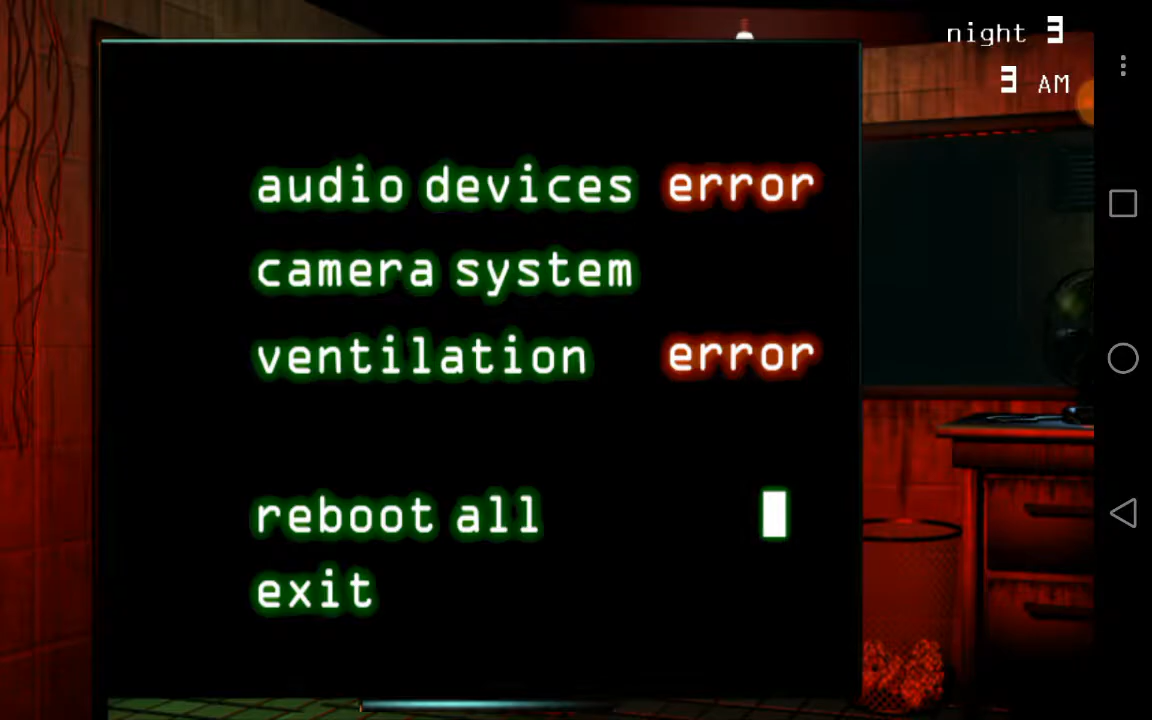 night 3
3 AM
audio devices error
camera system
ventilation error
reboot all
exit